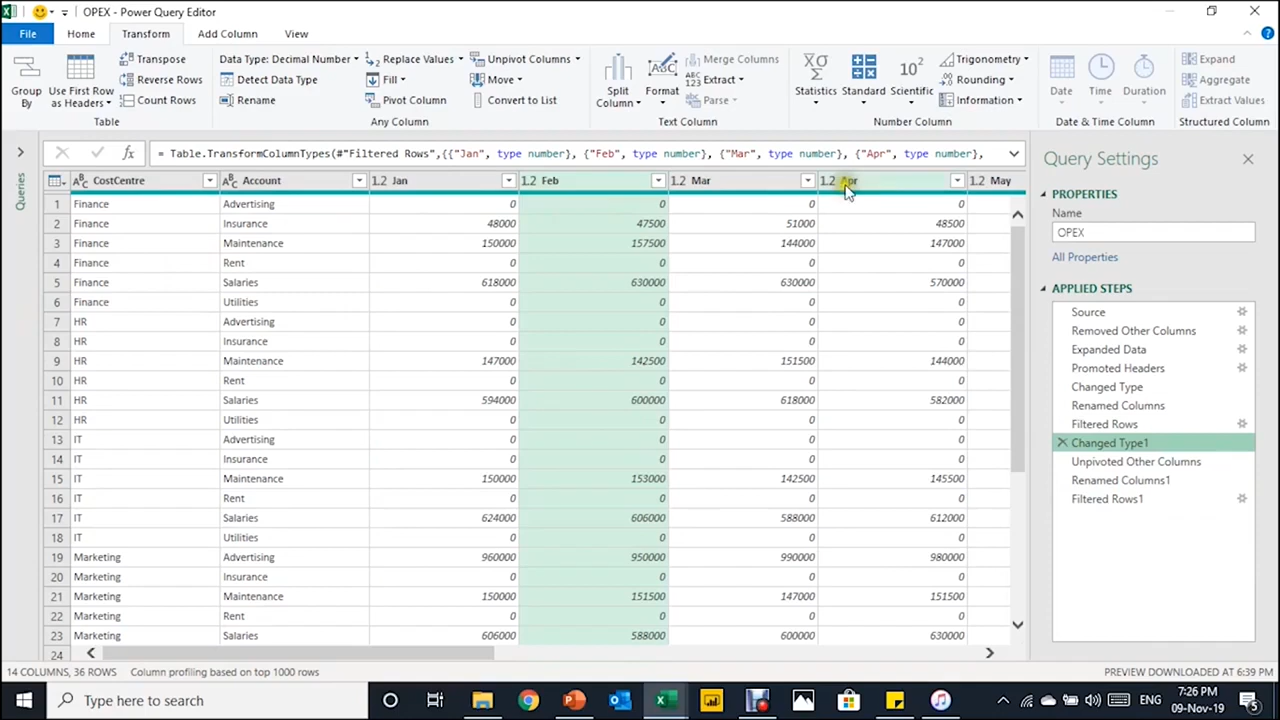 OPEX - Power Query Editor
File Home Transform Add Column View
Group By
Use First Row as Headers
Transpose
Reverse Rows
Count Rows
Table
Data Type: Decimal Number
Detect Data Type
Rename
Replace Values
Fill
Pivot Column
Unpivot Columns
Move
Convert to List
Any Column
Split Column
Format
Merge Columns
Extract
Parse
Text Column
Statistics
Standard
Scientific
Trigonometry
Rounding
Information
Number Column
Date
Time
Duration
Date & Time Column
Expand
Aggregate
Extract Values
Structured Column
= Table.TransformColumnTypes(#"Filtered Rows",{{"Jan", type number}, {"Feb", type number}, {"Mar", type number}, {"Apr", type number},
Queries
CostCentre Account 1.2 Jan 1.2 Feb 1.2 Mar 1.2 Apr 1.2 May
1 Finance Advertising 0 0 0 0
2 Finance Insurance 48000 47500 51000 48500
3 Finance Maintenance 150000 157500 144000 147000
4 Finance Rent 0 0 0 0
5 Finance Salaries 618000 630000 630000 570000
6 Finance Utilities 0 0 0 0
7 HR Advertising 0 0 0 0
8 HR Insurance 0 0 0 0
9 HR Maintenance 147000 142500 151500 144000
10 HR Rent 0 0 0 0
11 HR Salaries 594000 600000 618000 582000
12 HR Utilities 0 0 0 0
13 IT Advertising 0 0 0 0
14 IT Insurance 0 0 0 0
15 IT Maintenance 150000 153000 142500 145500
16 IT Rent 0 0 0 0
17 IT Salaries 624000 606000 588000 612000
18 IT Utilities 0 0 0 0
19 Marketing Advertising 960000 950000 990000 980000
20 Marketing Insurance 0 0 0 0
21 Marketing Maintenance 150000 151500 147000 151500
22 Marketing Rent 0 0 0 0
23 Marketing Salaries 606000 588000 600000 630000
24
Query Settings
PROPERTIES
Name
OPEX
All Properties
APPLIED STEPS
Source
Removed Other Columns
Expanded Data
Promoted Headers
Changed Type
Renamed Columns
Filtered Rows
Changed Type1
Unpivoted Other Columns
Renamed Columns1
Filtered Rows1
14 COLUMNS, 36 ROWS Column profiling based on top 1000 rows
PREVIEW DOWNLOADED AT 6:39 PM
Type here to search
ENG
7:26 PM
09-Nov-19
5